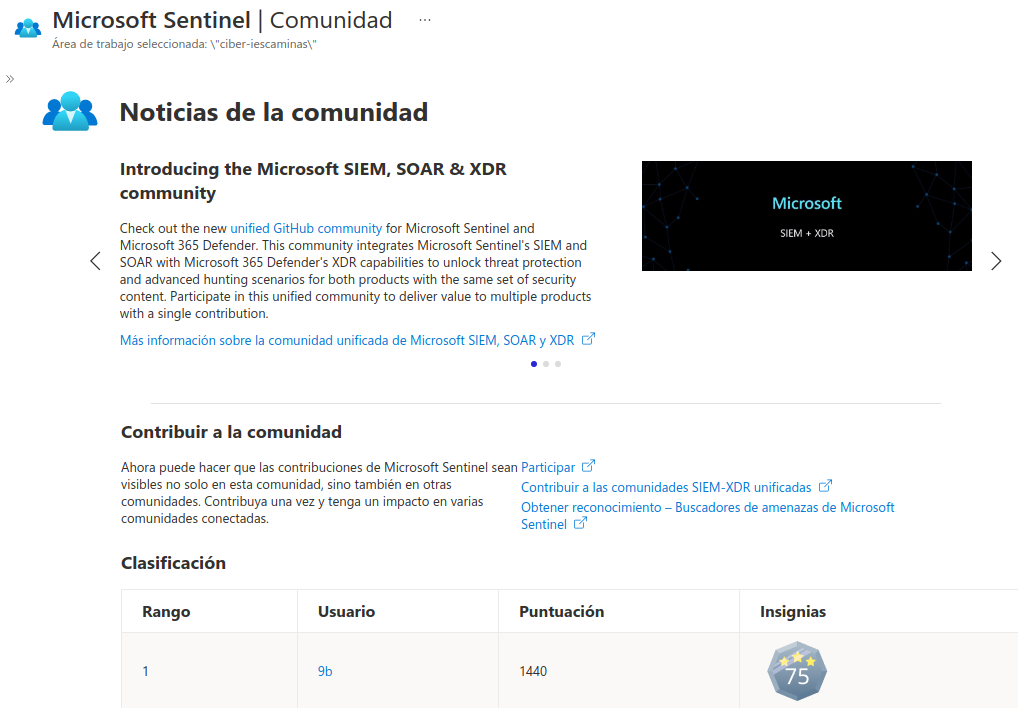 Microsoft Sentinel | Comunidad ...
Área de trabajo seleccionada: \"ciber-iescaminas\"
Noticias de la comunidad
Introducing the Microsoft SIEM, SOAR & XDR
community
Check out the new unified GitHub community for Microsoft Sentinel and
Microsoft 365 Defender. This community integrates Microsoft Sentinel's SIEM and
SOAR with Microsoft 365 Defender's XDR capabilities to unlock threat protection
and advanced hunting scenarios for both products with the same set of security
content. Participate in this unified community to deliver value to multiple products
with a single contribution.
Más información sobre la comunidad unificada de Microsoft SIEM, SOAR y XDR
Microsoft
SIEM + XDR
Contribuir a la comunidad
Ahora puede hacer que las contribuciones de Microsoft Sentinel sean
visibles no solo en esta comunidad, sino también en otras
comunidades. Contribuya una vez y tenga un impacto en varias
comunidades conectadas.
Participar
Contribuir a las comunidades SIEM-XDR unificadas
Obtener reconocimiento – Buscadores de amenazas de Microsoft
Sentinel
Clasificación
Rango Usuario Puntuación Insignias
1 9b 1440 75